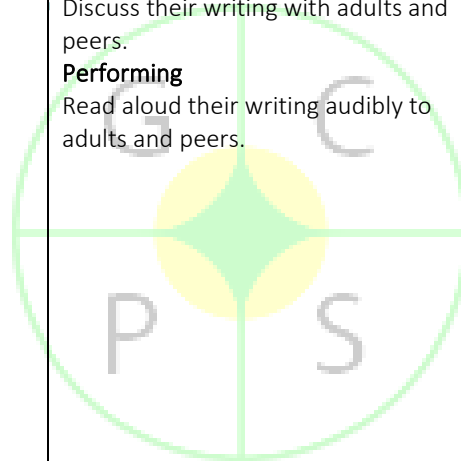 Discuss their writing with adults and
peers.
Performing
Read aloud their writing audibly to
adults and peers.
G C
P S